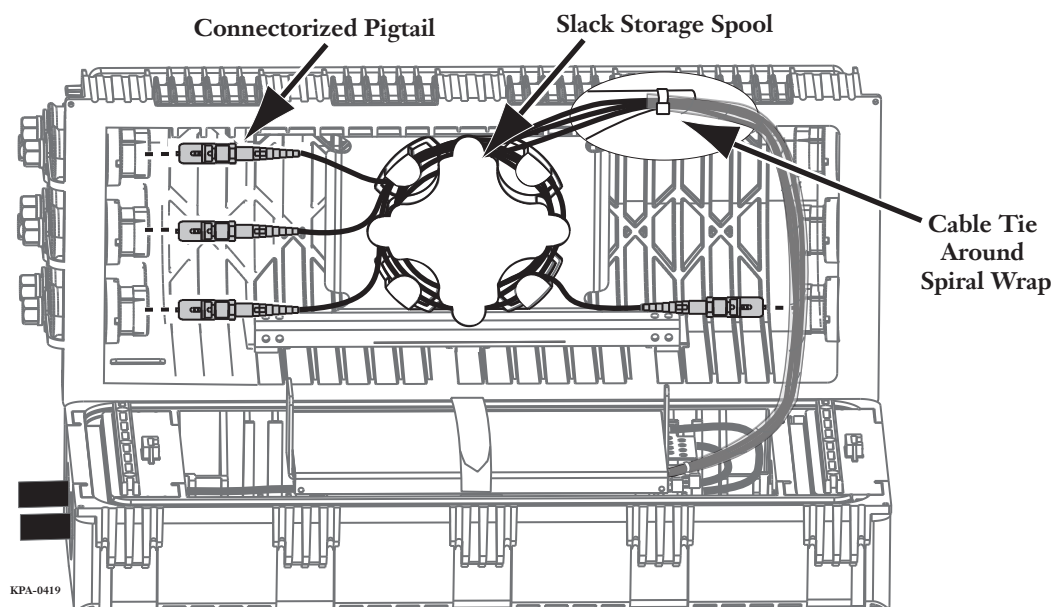 Connectorized Pigtail
Slack Storage Spool
Cable Tie
Around
Spiral Wrap
KPA-0419